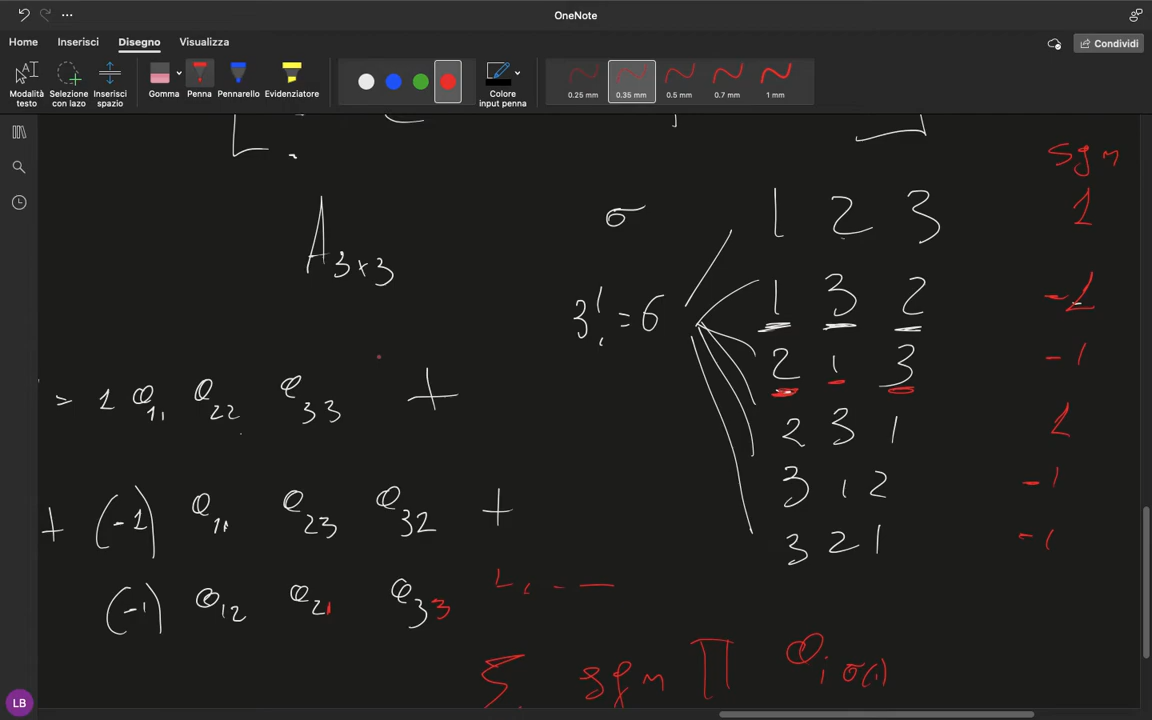 OneNote
Home Inserisci Disegno Visualizza
Condividi
Modalità testo
Selezione con lazo
Inserisci spazio
Gomma
Penna
Pennarello
Evidenziatore
Colore input penna
0.25 mm
0.35 mm
0.5 mm
0.7 mm
1 mm
sgn
σ 1 2 3 1
A3×3
3! = 6
1 3 2 -1
2 1 3 -1
= 1 a11 a22 a33 +
2 3 1 1
3 1 2 -1
+ (-1) a11 a23 a32 +
3 2 1 -1
(-1) a12 a21 a33
Σ sgn Π ai σ(i)
LB